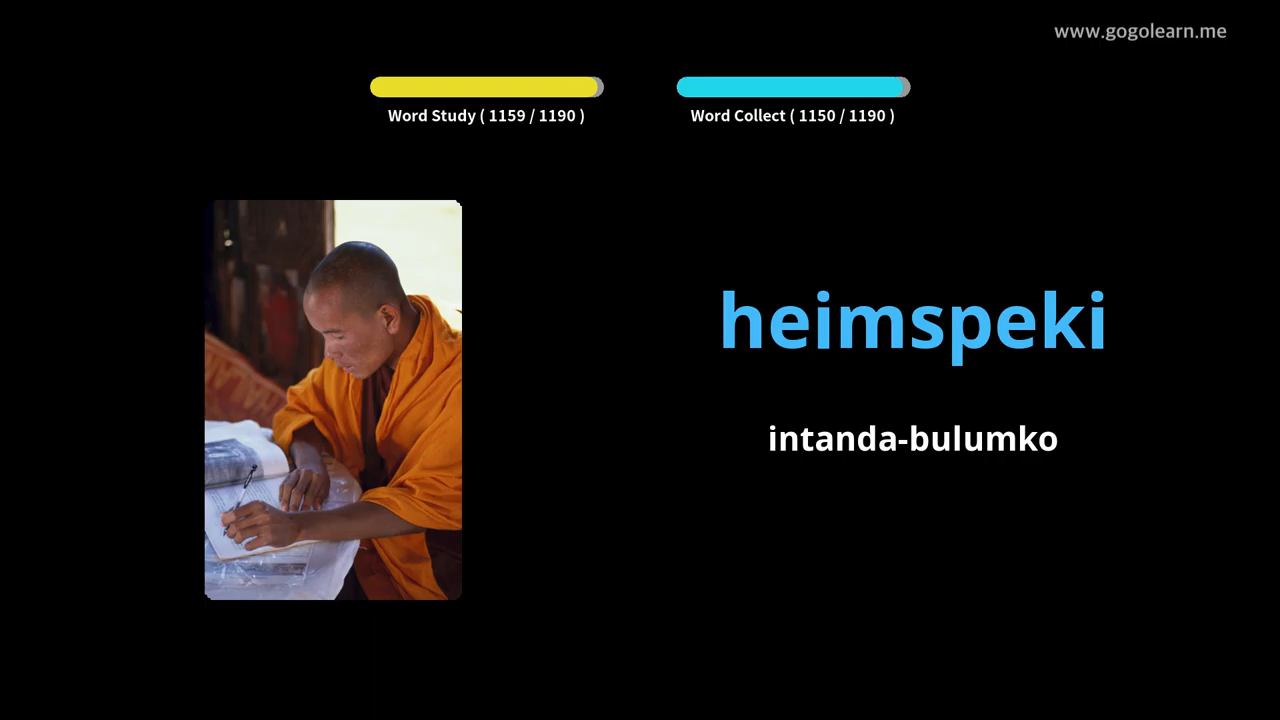 www.gogolearn.me
Word Study ( 1159 / 1190 )
Word Collect ( 1150 / 1190 )
heimspeki
intanda-bulumko